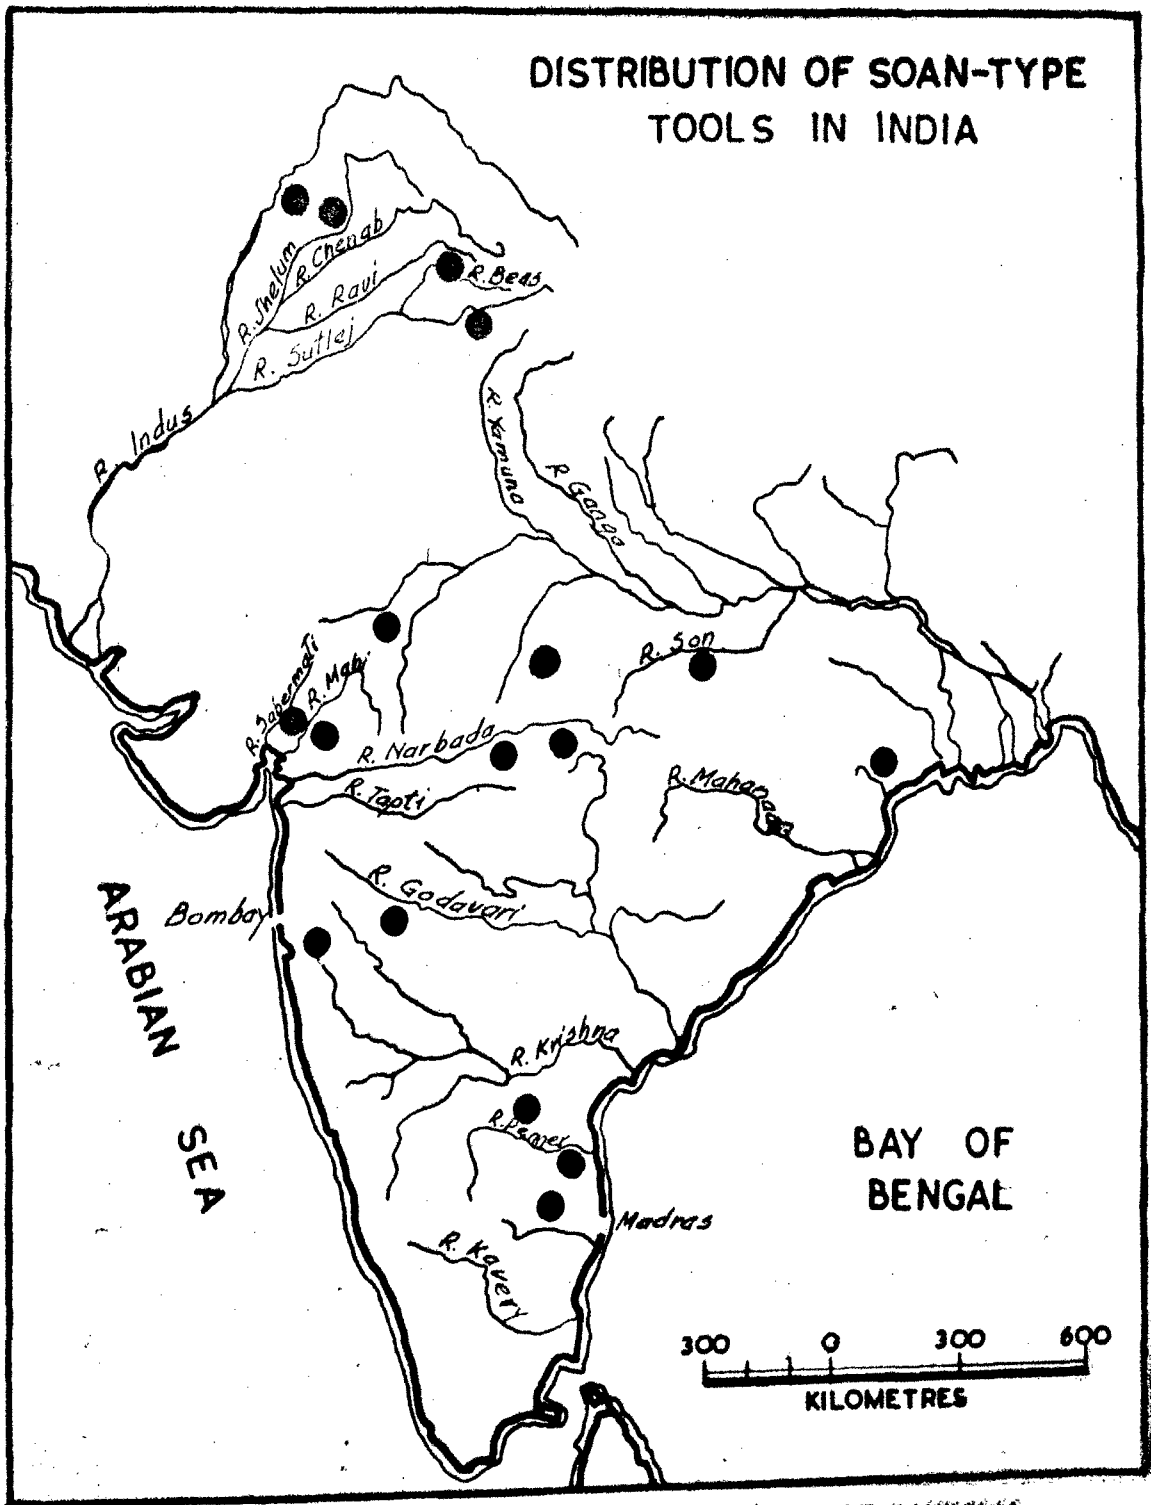 DISTRIBUTION OF SOAN-TYPE
TOOLS IN INDIA
R. Jhelum
R. Chenab
R. Ravi
R. Beas
R. Sutlej
R. Indus
R. Yamuna
R Ganga
R. Sabermati
R. Mahi
R. Son
R. Narbada
R. Tapti
R. Mahanadi
R. Godavari
Bombay
ARABIAN
SEA
R. Krishna
R.
BAY OF
BENGAL
Madras
R. Kavery
300 0 300 600
KILOMETRES